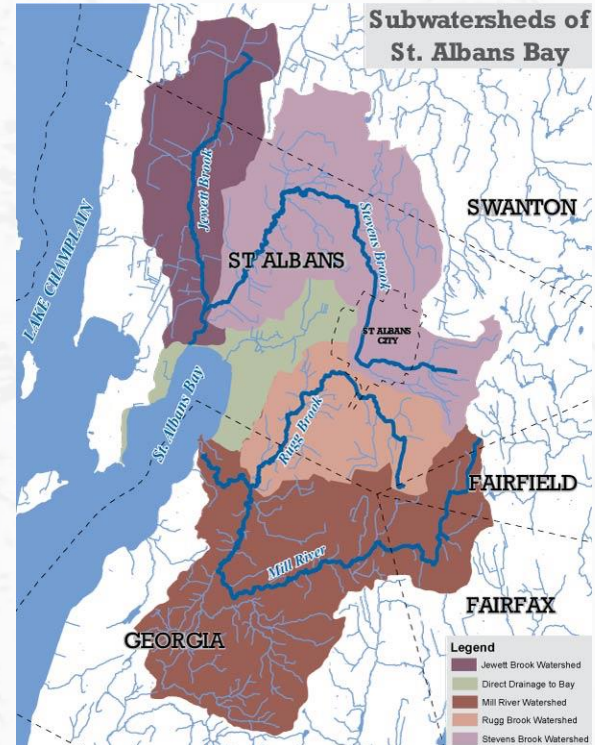 Subwatersheds of
St. Albans Bay
Jewett Brook
SWANTON
Stevens Brook
ST ALBANS
LAKE CHAMPLAIN
ST ALBANS
CITY
St. Albans Bay
Rugg Brook
FAIRFIELD
Mill River
FAIRFAX
GEORGIA
Legend
Jewett Brook Watershed
Direct Drainage to Bay
Mill River Watershed
Rugg Brook Watershed
Stevens Brook Watershed